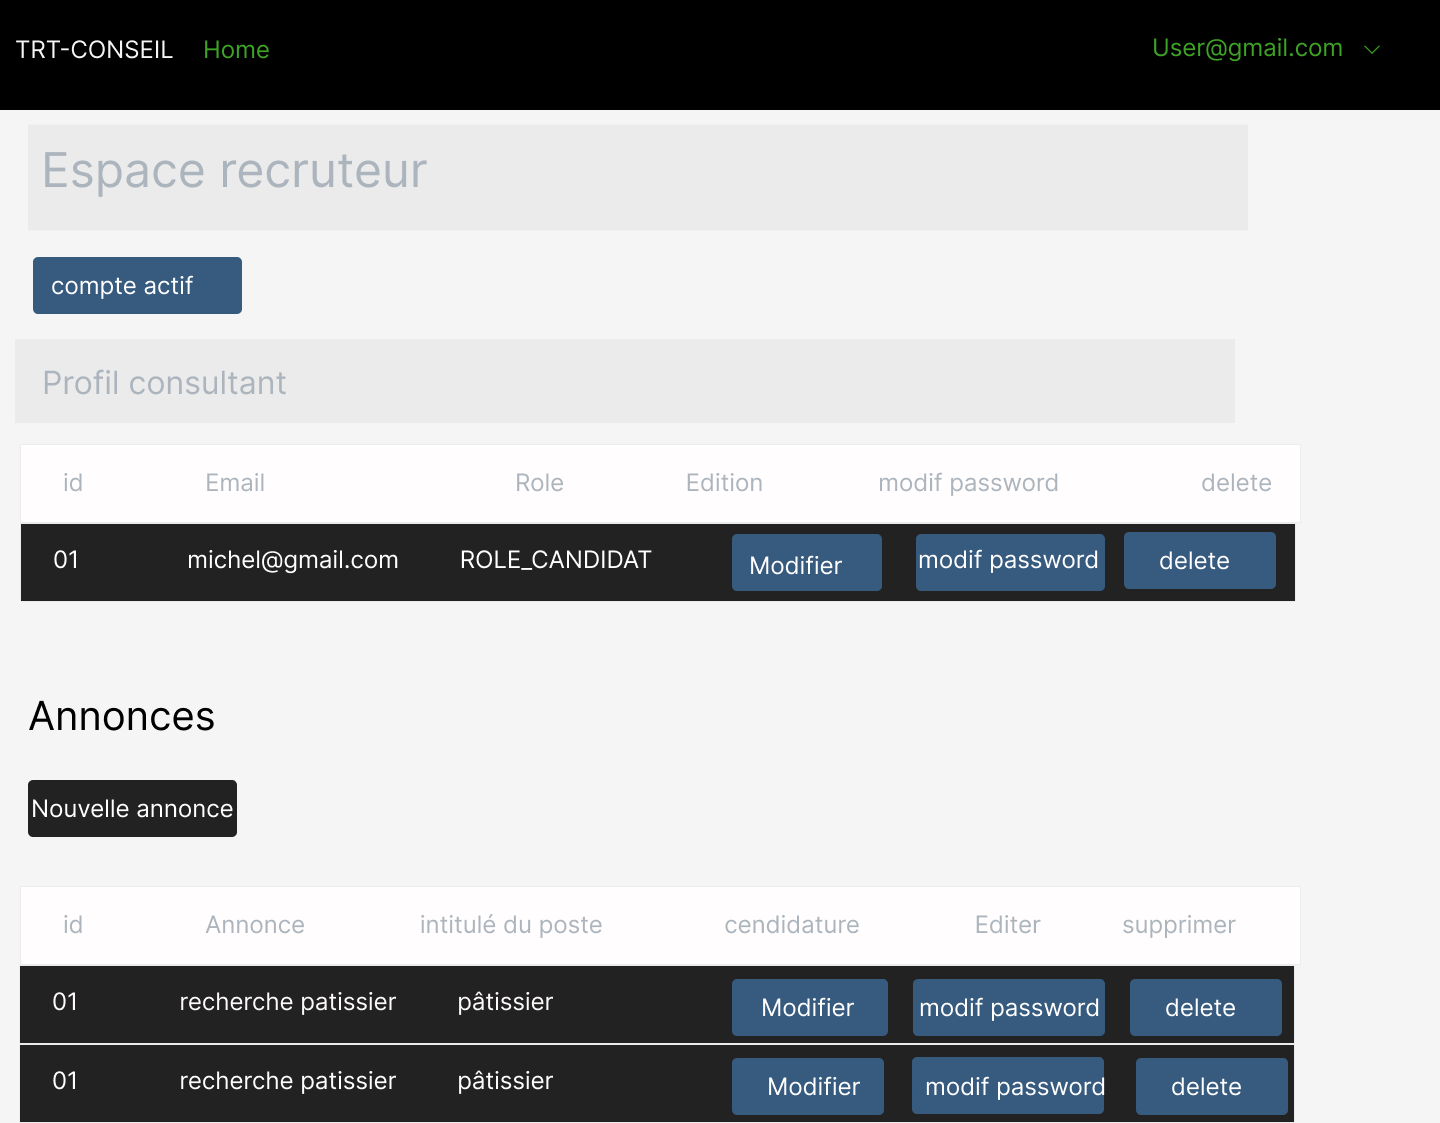 TRT-CONSEIL Home User@gmail.com
Espace recruteur
compte actif
Profil consultant
id Email Role Edition modif password delete
01 michel@gmail.com ROLE_CANDIDAT Modifier modif password delete
Annonces
Nouvelle annonce
id Annonce intitulé du poste cendidature Editer supprimer
01 recherche patissier pâtissier Modifier modif password delete
01 recherche patissier pâtissier Modifier modif password delete